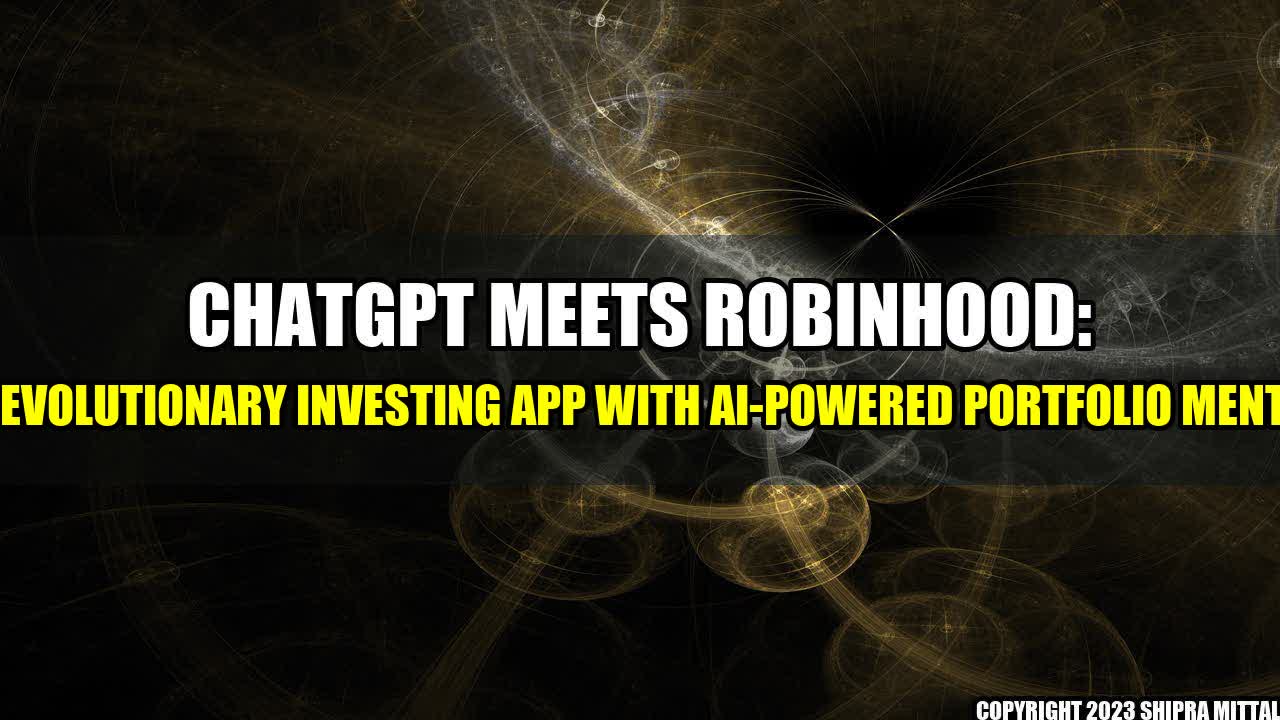 CHATGPT MEETS ROBINHOOD:
EVOLUTIONARY INVESTING APP WITH AI-POWERED PORTFOLIO MENT
COPYRIGHT 2023 SHIPRA MITTAL